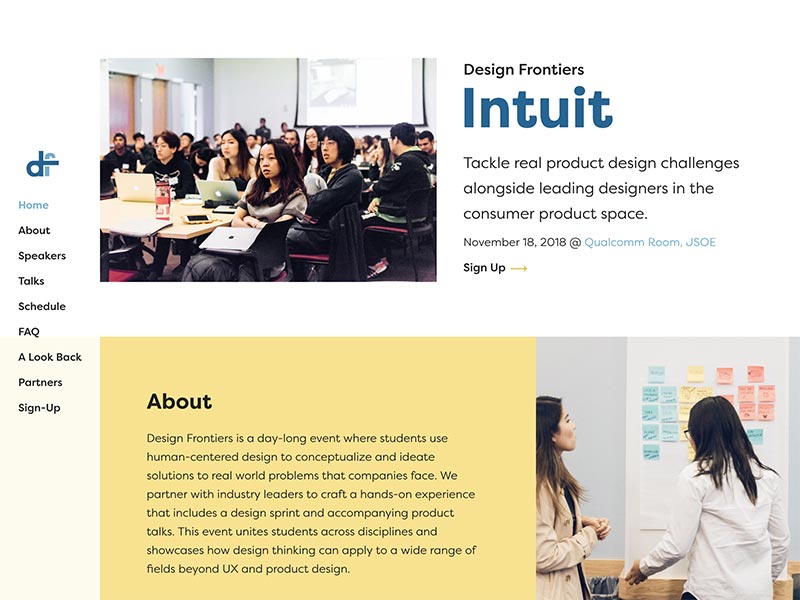 df
Home
About
Speakers
Talks
Schedule
FAQ
A Look Back
Partners
Sign-Up
Design Frontiers
Intuit
Tackle real product design challenges
alongside leading designers in the
consumer product space.
November 18, 2018 @ Qualcomm Room, JSOE
Sign Up
About
Design Frontiers is a day-long event where students use
human-centered design to conceptualize and ideate
solutions to real world problems that companies face. We
partner with industry leaders to craft a hands-on experience
that includes a design sprint and accompanying product
talks. This event unites students across disciplines and
showcases how design thinking can apply to a wide range of
fields beyond UX and product design.